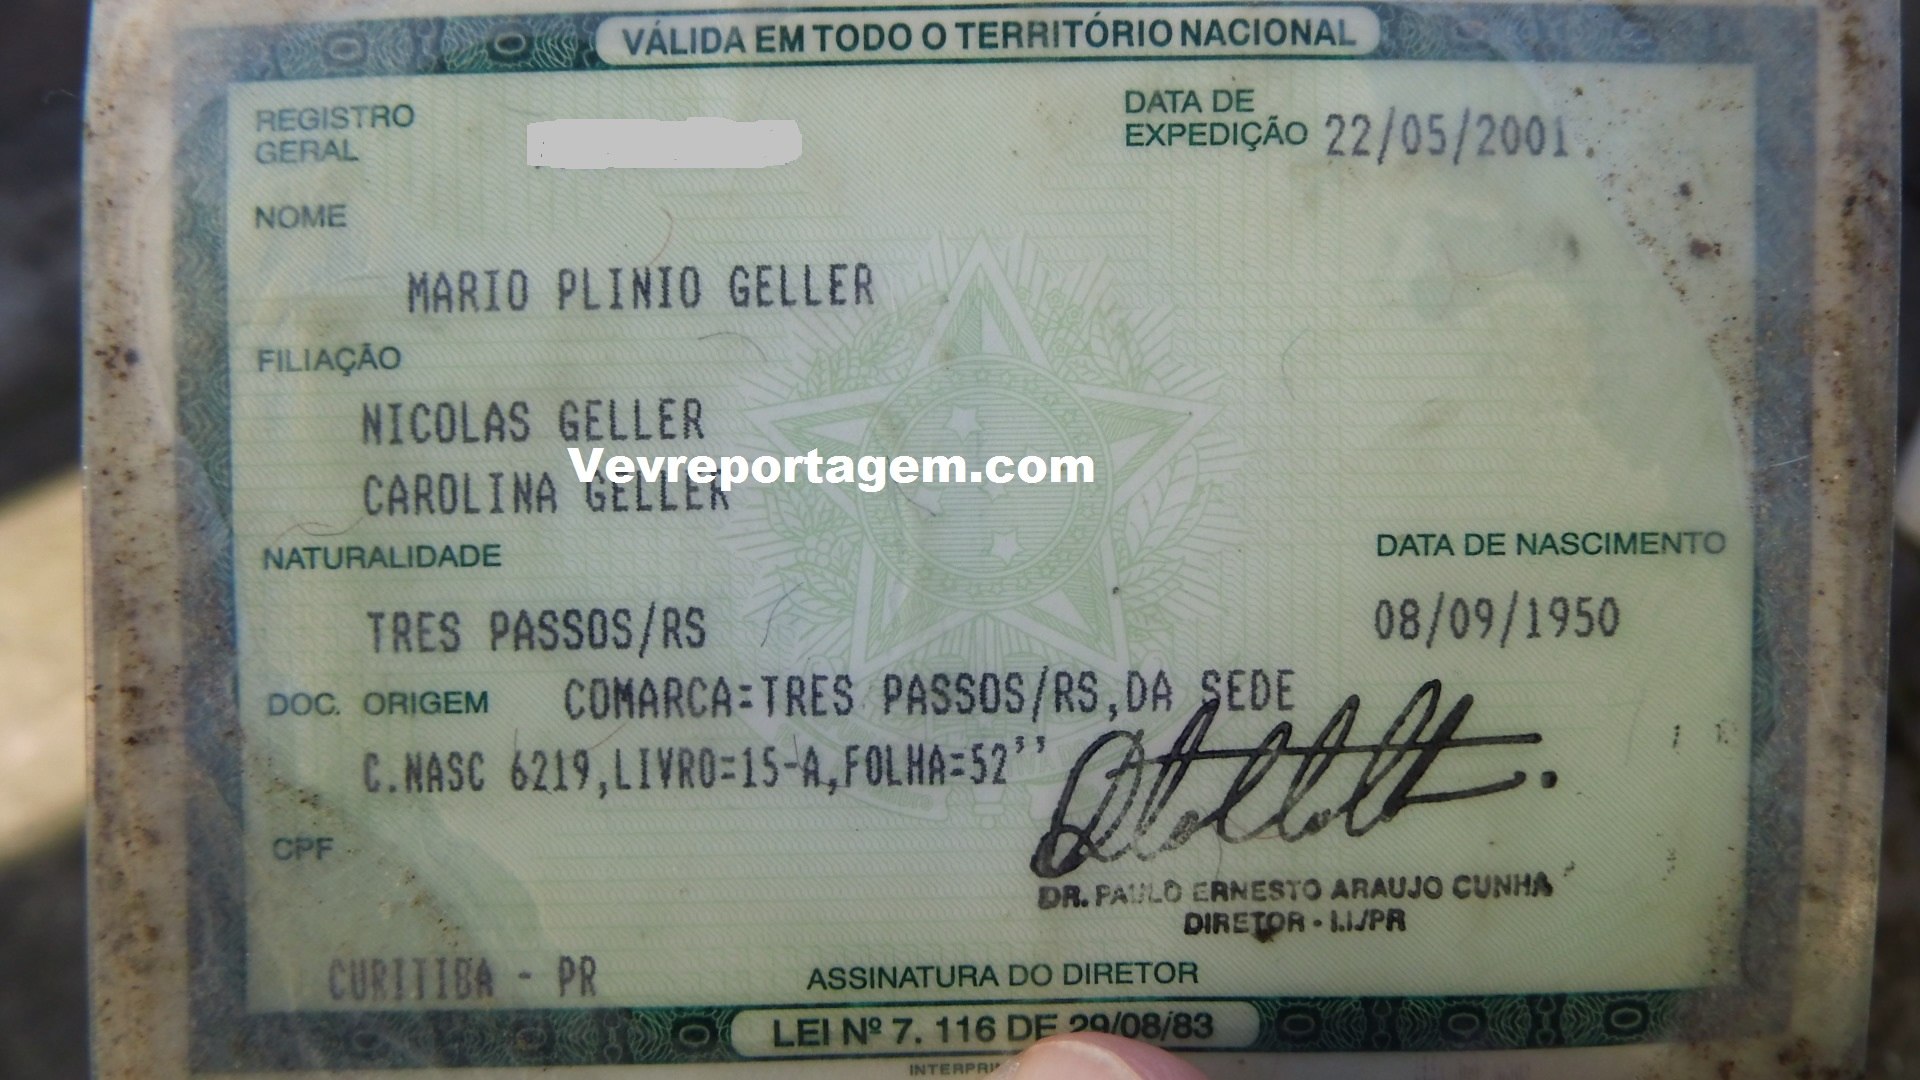 VÁLIDA EM TODO O TERRITÓRIO NACIONAL
REGISTRO GERAL
DATA DE EXPEDIÇÃO 22/05/2001
NOME
MARIO PLINIO GELLER
FILIAÇÃO
NICOLAS GELLER
Vevreportagem.com
CAROLINA GELLER
NATURALIDADE
DATA DE NASCIMENTO
TRES PASSOS/RS
08/09/1950
DOC. ORIGEM COMARCA=TRES PASSOS/RS,DA SEDE
C.NASC 6219,LIVRO=15-A,FOLHA=52''
CPF
DR. PAULO ERNESTO ARAUJO CUNHA
DIRETOR - I.I./PR
CURITIBA - PR
ASSINATURA DO DIRETOR
LEI Nº 7. 116 DE 29/08/83